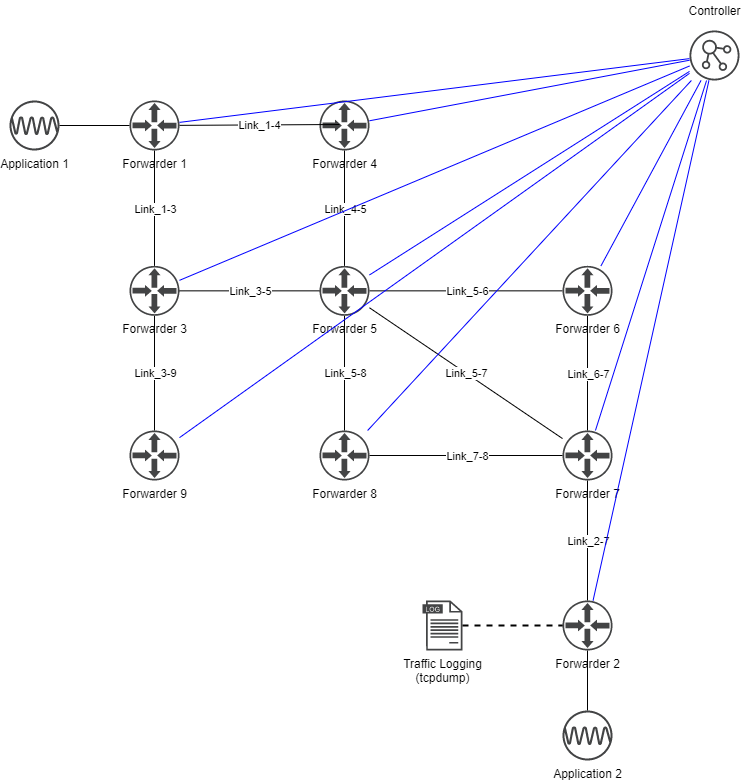 Controller
Application 1
Forwarder 1
Link_1-4
Forwarder 4
Link_1-3
Link_4-5
Forwarder 3
Link_3-5
Forwarder 5
Link_5-6
Forwarder 6
Link_3-9
Link_5-8
Link_5-7
Link_6-7
Forwarder 9
Forwarder 8
Link_7-8
Forwarder 7
Link_2-7
LOG
Traffic Logging
(tcpdump)
Forwarder 2
Application 2